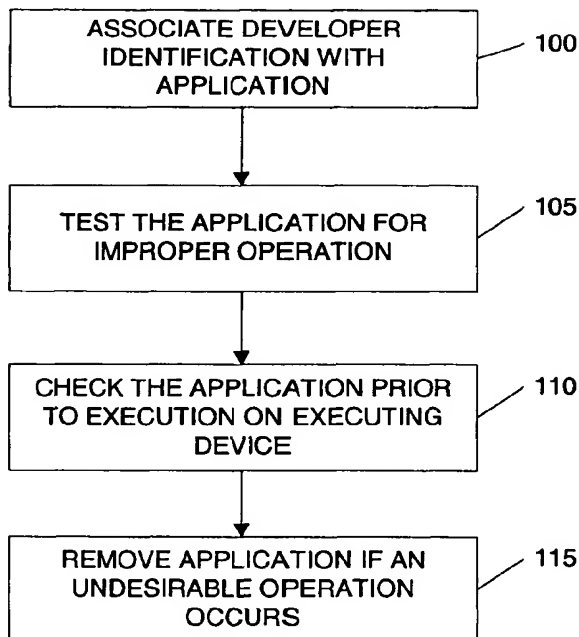 ASSOCIATE DEVELOPER
IDENTIFICATION WITH
APPLICATION
100
TEST THE APPLICATION FOR
IMPROPER OPERATION
105
CHECK THE APPLICATION PRIOR
TO EXECUTION ON EXECUTING
DEVICE
110
REMOVE APPLICATION IF AN
UNDESIRABLE OPERATION
OCCURS
115